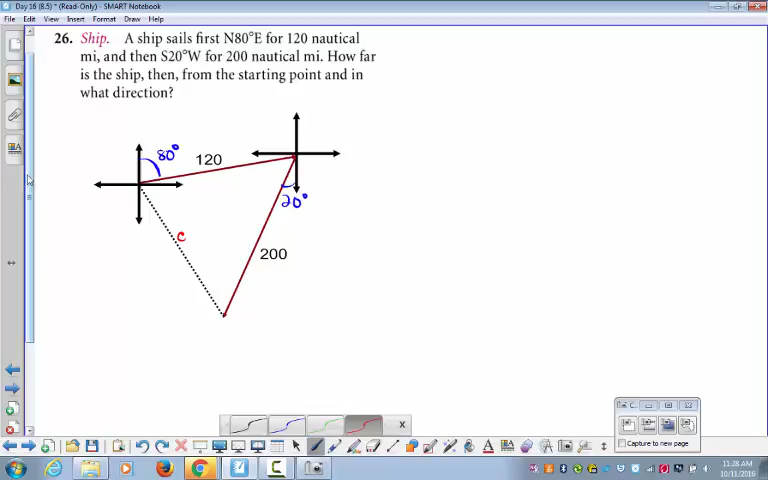 Day 16 (8.5) * (Read-Only) - SMART Notebook
File Edit View Insert Format Draw Help
26. Ship. A ship sails first N80°E for 120 nautical
mi, and then S20°W for 200 nautical mi. How far
is the ship, then, from the starting point and in
what direction?
80°
120
20°
c
200
Capture to new page
11:28 AM
10/11/2016